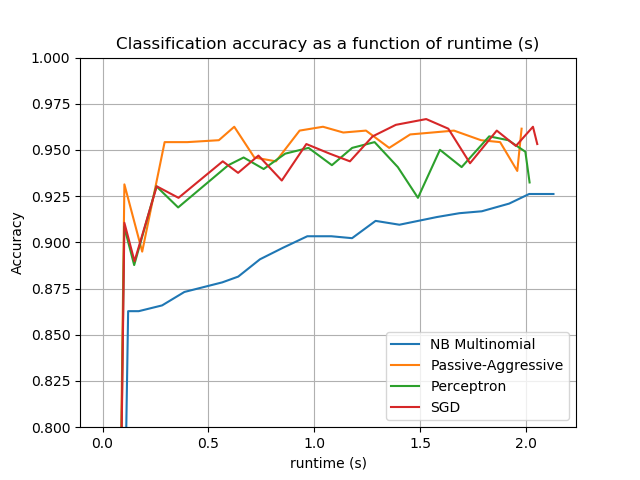 Classification accuracy as a function of runtime (s)
1.000
0.975
0.950
0.925
0.900
0.875
0.850
0.825
0.800
Accuracy
NB Multinomial
Passive-Aggressive
Perceptron
SGD
0.0 0.5 1.0 1.5 2.0
runtime (s)